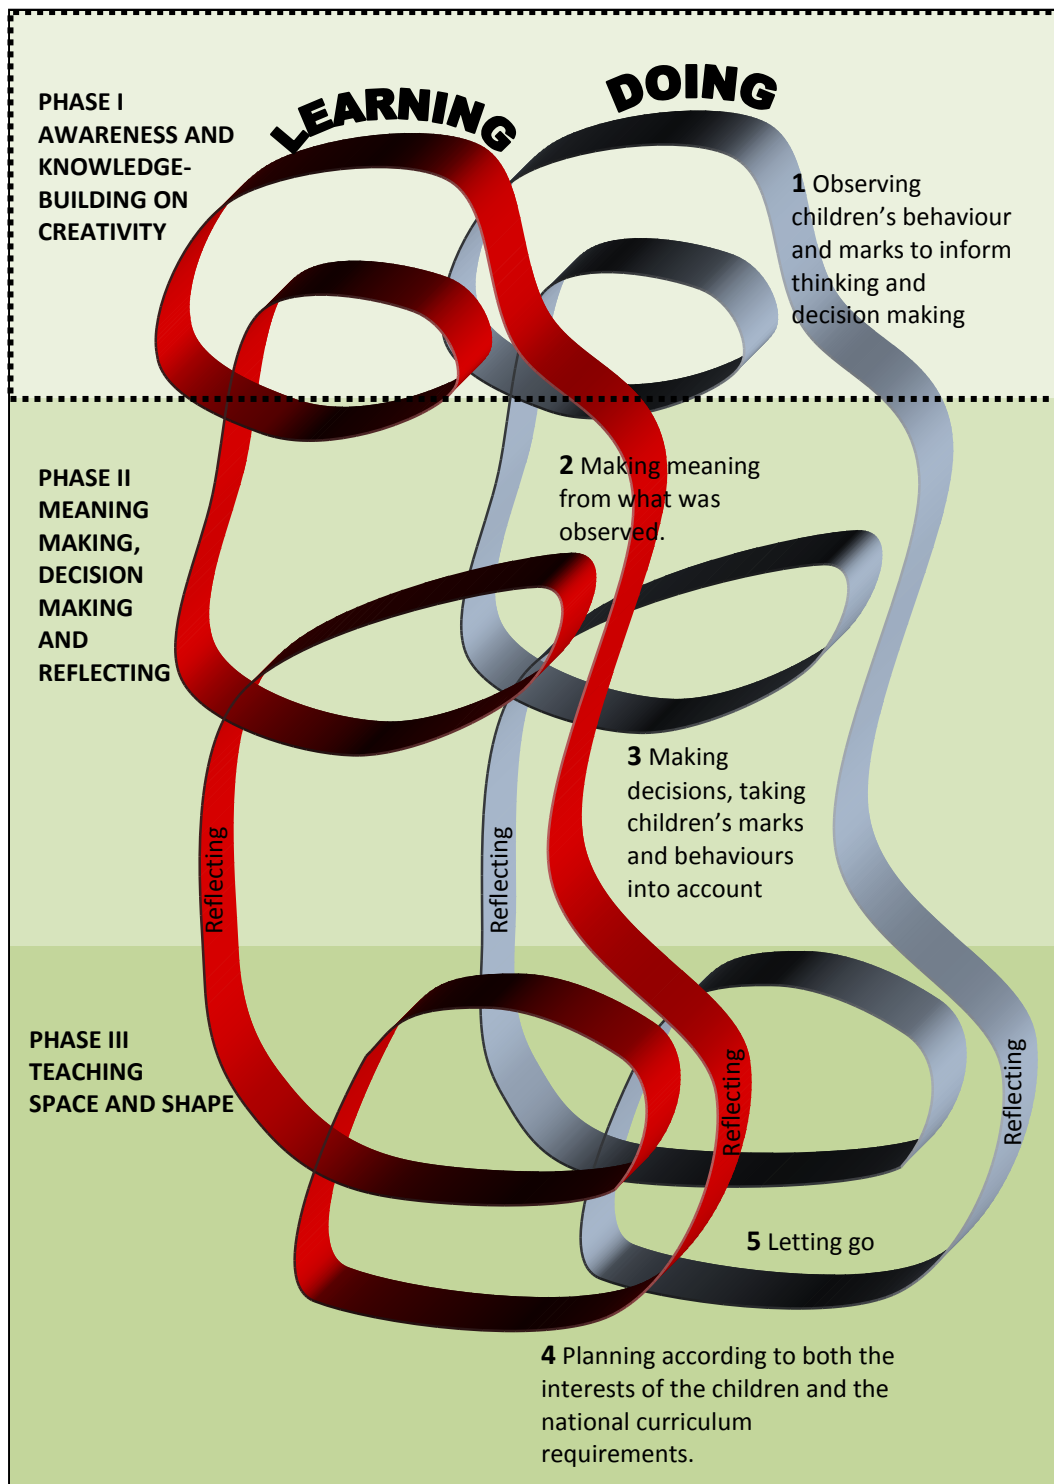 LEARNING
DOING
PHASE I
AWARENESS AND
KNOWLEDGE-
BUILDING ON
CREATIVITY
1 Observing
children’s behaviour
and marks to inform
thinking and
decision making
PHASE II
MEANING
MAKING,
DECISION
MAKING
AND
REFLECTING
2 Making meaning
from what was
observed.
3 Making
decisions, taking
children’s marks
and behaviours
into account
Reflecting
Reflecting
PHASE III
TEACHING
SPACE AND SHAPE
Reflecting
Reflecting
5 Letting go
4 Planning according to both the
interests of the children and the
national curriculum
requirements.